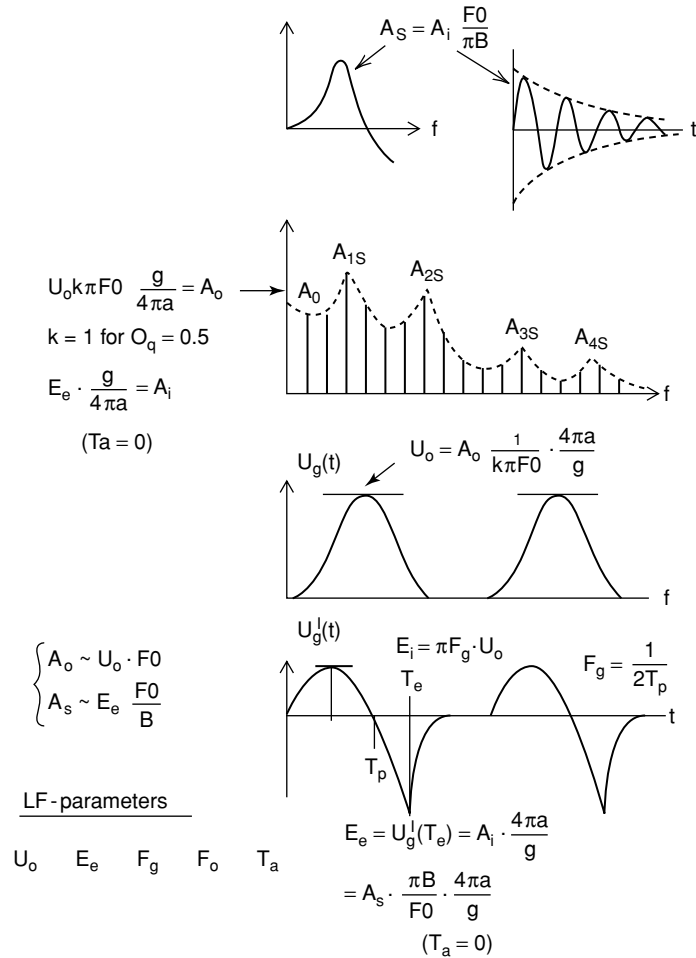 A_S = A_i F0/πB
f
t
U_o kπF0 g/4πa = A_o
k = 1 for O_q = 0.5
E_e · g/4πa = A_i
(Ta = 0)
A_0
A_1S
A_2S
A_3S
A_4S
f
U_g(t)
U_o = A_o 1/kπF0 · 4πa/g
f
U_g^l(t)
E_i = πF_g·U_o
F_g = 1/2T_p
T_e
t
T_p
A_o ~ U_o · F0
A_s ~ E_e F0/B
LF-parameters
U_o E_e F_g F_o T_a
E_e = U_g^l(T_e) = A_i · 4πa/g
= A_s · πB/F0 · 4πa/g
(T_a = 0)